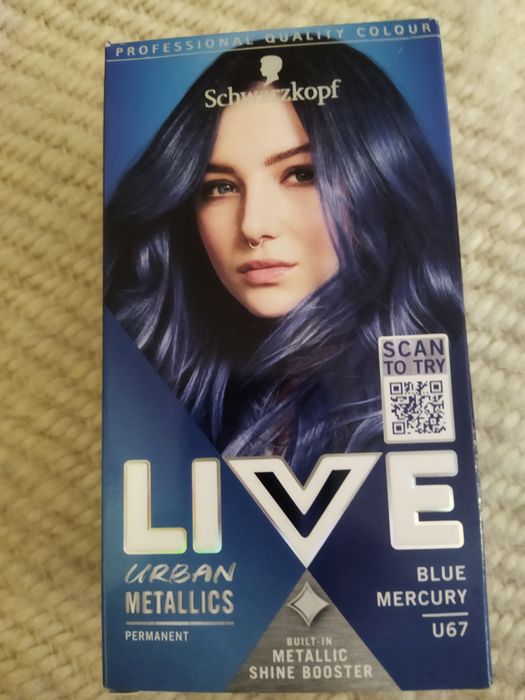 PROFESSIONAL QUALITY COLOUR
Schwarzkopf
SCAN
TO TRY
LIVE
URBAN
METALLICS
PERMANENT
BUILT-IN
METALLIC
SHINE BOOSTER
BLUE
MERCURY
U67